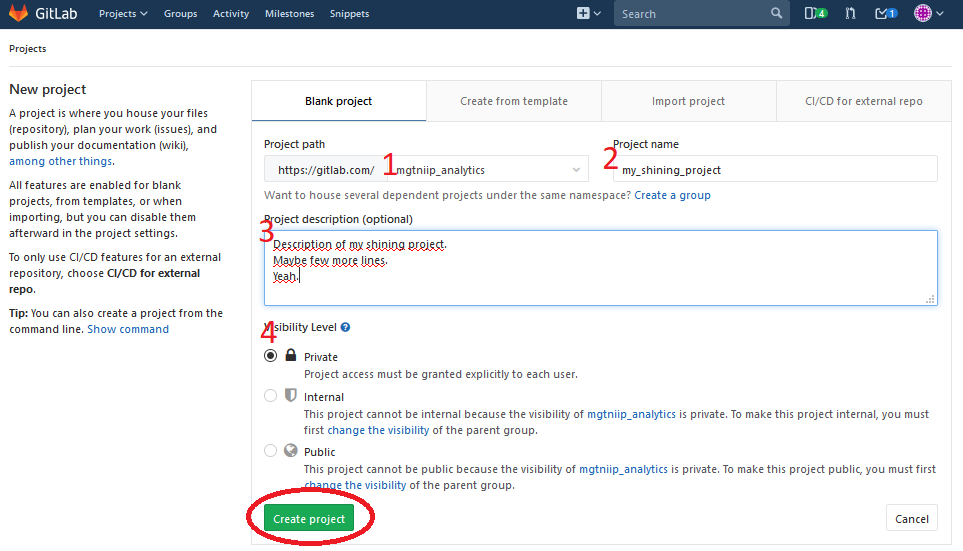 GitLab Projects Groups Activity Milestones Snippets Search 4 1
Projects
New project
A project is where you house your files
(repository), plan your work (issues), and
publish your documentation (wiki),
among other things.
All features are enabled for blank
projects, from templates, or when
importing, but you can disable them
afterward in the project settings.
To only use CI/CD features for an external
repository, choose CI/CD for external
repo.
Tip: You can also create a project from the
command line. Show command
Blank project Create from template Import project CI/CD for external repo
Project path Project name
https://gitlab.com/ 1 mgtniip_analytics 2 my_shining_project
Want to house several dependent projects under the same namespace? Create a group
Project description (optional)
3
Description of my shining project.
Maybe few more lines.
Yeah.
Visibility Level ?
4
Private
Project access must be granted explicitly to each user.
Internal
This project cannot be internal because the visibility of mgtniip_analytics is private. To make this project internal, you must
first change the visibility of the parent group.
Public
This project cannot be public because the visibility of mgtniip_analytics is private. To make this project public, you must first
change the visibility of the parent group.
Create project Cancel